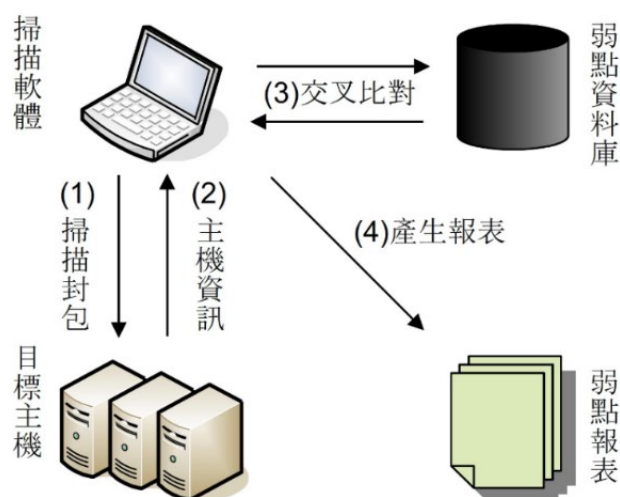 掃描軟體
弱點資料庫
(3)交叉比對
(1)掃描封包
(2)主機資訊
(4)產生報表
目標主機
弱點報表